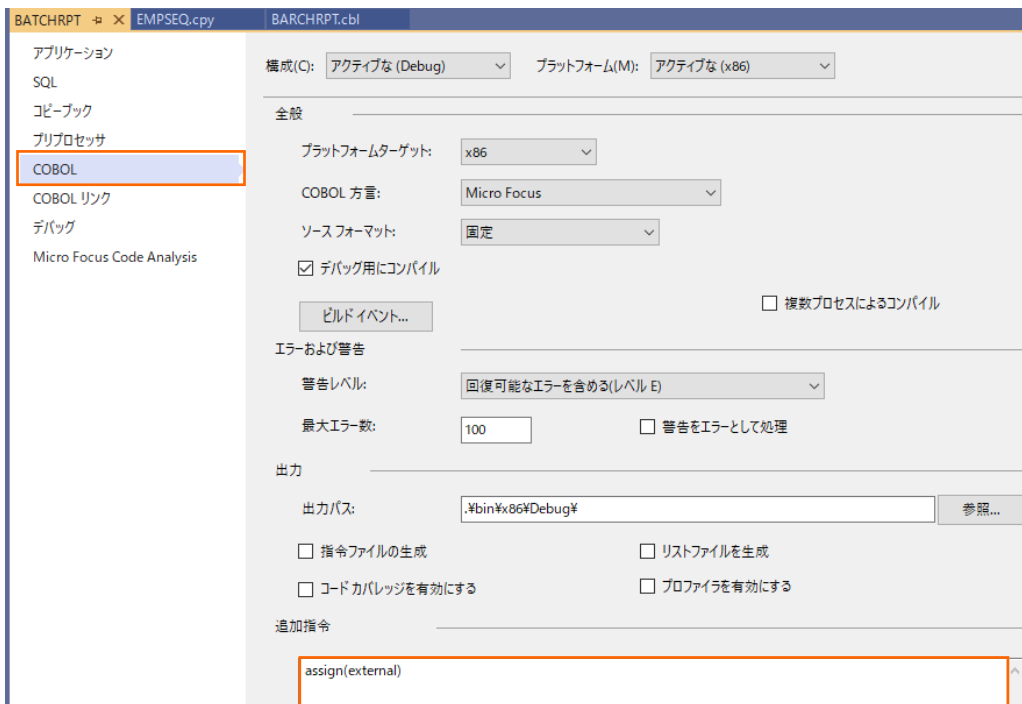 BATCHRPT EMPSEQ.cpy BARCHRPT.cbl
アプリケーション
SQL
コピーブック
プリプロセッサ
COBOL
COBOL リンク
デバッグ
Micro Focus Code Analysis
構成(C): アクティブな (Debug) プラットフォーム(M): アクティブな (x86)
全般
プラットフォームターゲット: x86
COBOL 方言: Micro Focus
ソースフォーマット: 固定
デバッグ用にコンパイル
複数プロセスによるコンパイル
ビルド イベント...
エラーおよび警告
警告レベル: 回復可能なエラーを含める(レベル E)
最大エラー数: 100 警告をエラーとして処理
出力
出力パス: .¥bin¥x86¥Debug¥ 参照...
指令ファイルの生成 リストファイルを生成
コード カバレッジを有効にする プロファイラを有効にする
追加指令
assign(external)